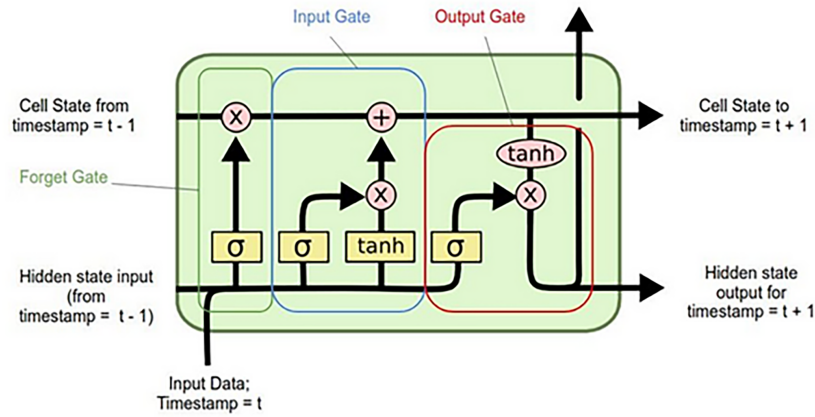 Input Gate
Output Gate
Cell State from
timestamp = t - 1
x
+
Cell State to
timestamp = t + 1
tanh
Forget Gate
x
x
σ
σ
tanh
σ
Hidden state input
(from
timestamp = t - 1)
Hidden state
output for
timestamp = t + 1
Input Data;
Timestamp = t